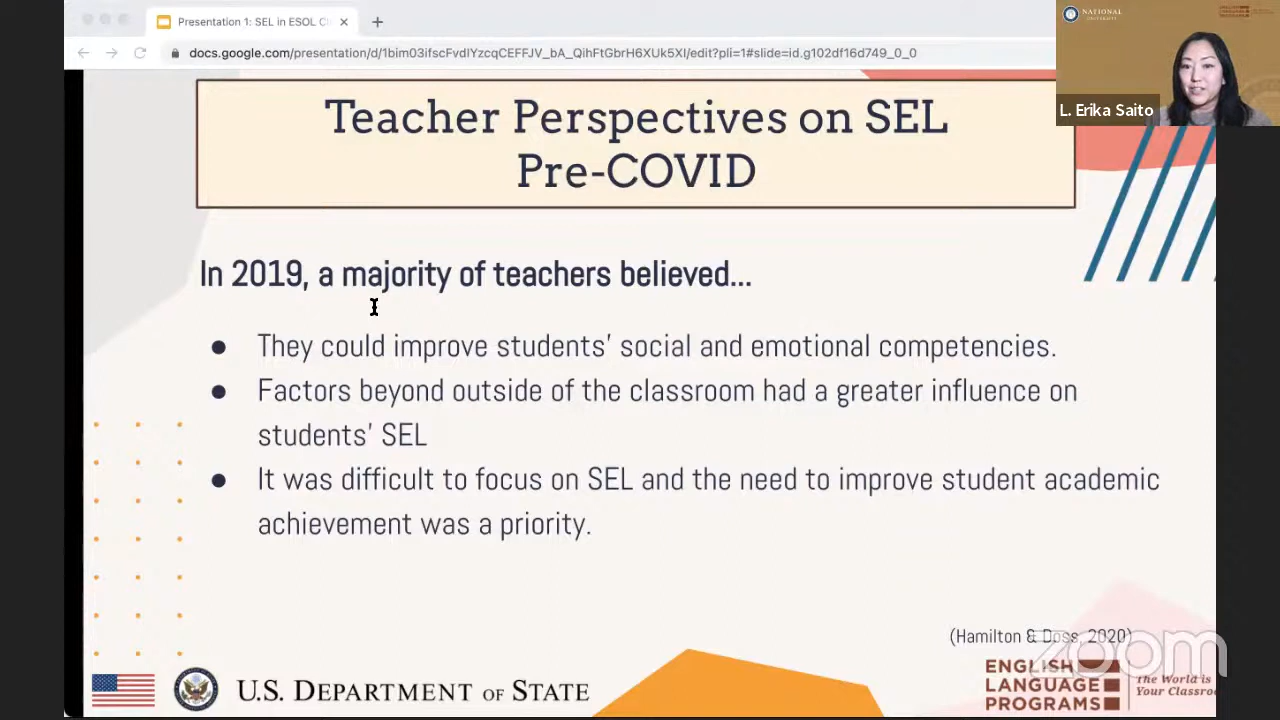 Presentation 1: SEL in ESOL Cl
docs.google.com/presentation/d/1bim03ifscFvdIYzcqCEFFJV_bA_QihFtGbrH6XUk5XI/edit?pli=1#slide=id.g102df16d749_0_0
NATIONAL
UNIVERSITY
L. Erika Saito
Teacher Perspectives on SEL
Pre-COVID
In 2019, a majority of teachers believed...
● They could improve students' social and emotional competencies.
● Factors beyond outside of the classroom had a greater influence on
students' SEL
● It was difficult to focus on SEL and the need to improve student academic
achievement was a priority.
(Hamilton & Doss, 2020)
zoom
U.S. DEPARTMENT OF STATE
ENGLISH
LANGUAGE
PROGRAMS
The World is
Your Classroo